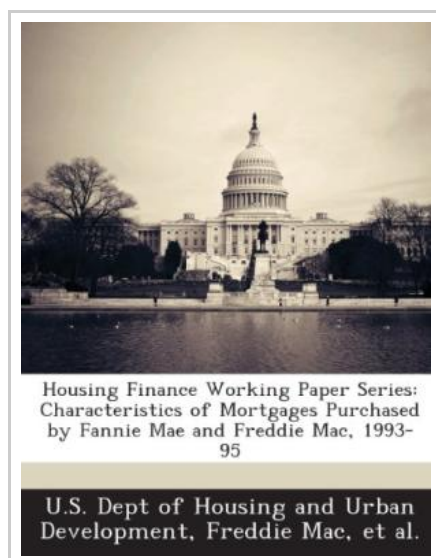 Housing Finance Working Paper Series:
Characteristics of Mortgages Purchased
by Fannie Mae and Freddie Mac, 1993-
95
U.S. Dept of Housing and Urban
Development, Freddie Mac, et al.